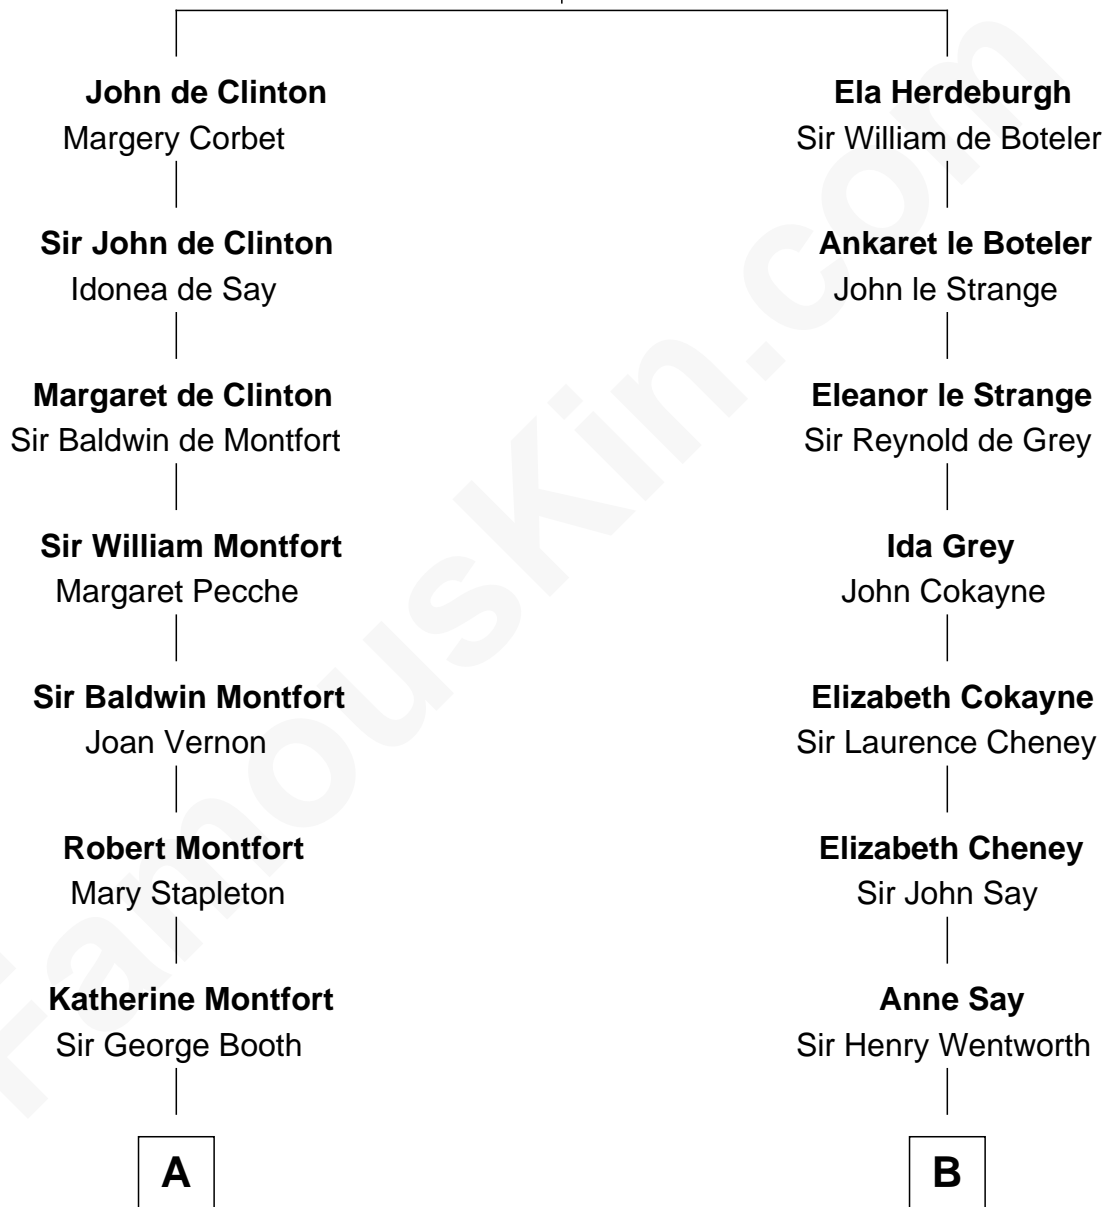 John de Clinton
Margery Corbet
Sir John de Clinton
Idonea de Say
Margaret de Clinton
Sir Baldwin de Montfort
Sir William Montfort
Margaret Pecche
Sir Baldwin Montfort
Joan Vernon
Robert Montfort
Mary Stapleton
Katherine Montfort
Sir George Booth
A
Ela Herdeburgh
Sir William de Boteler
Ankaret le Boteler
John le Strange
Eleanor le Strange
Sir Reynold de Grey
Ida Grey
John Cokayne
Elizabeth Cokayne
Sir Laurence Cheney
Elizabeth Cheney
Sir John Say
Anne Say
Sir Henry Wentworth
B
FamousKin.com